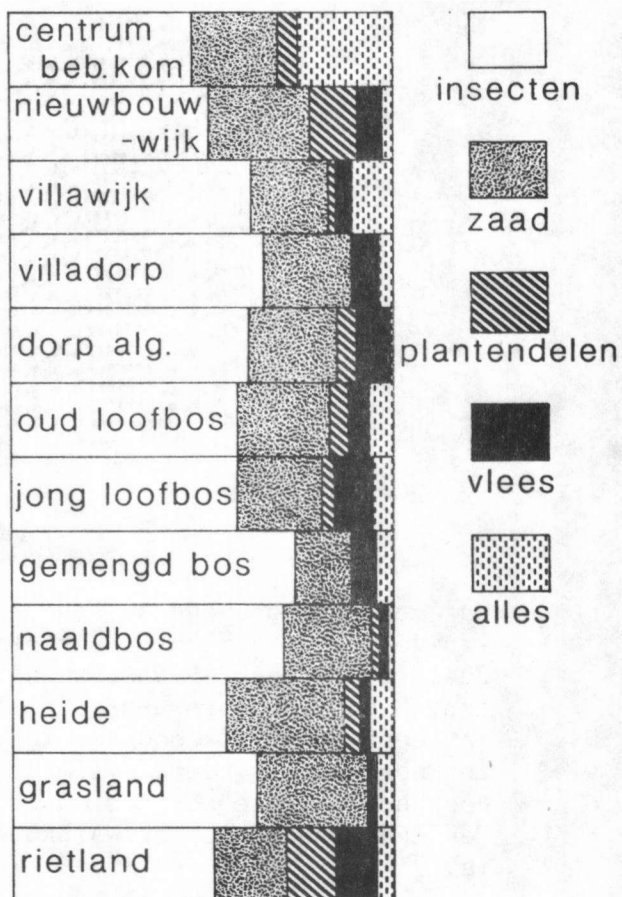 centrum
beb.kom
nieuwbouw
-wijk
villawijk
villadorp
dorp alg.
oud loofbos
jong loofbos
gemengd bos
naaldbos
heide
grasland
rietland
insecten
zaad
plantendelen
vlees
alles